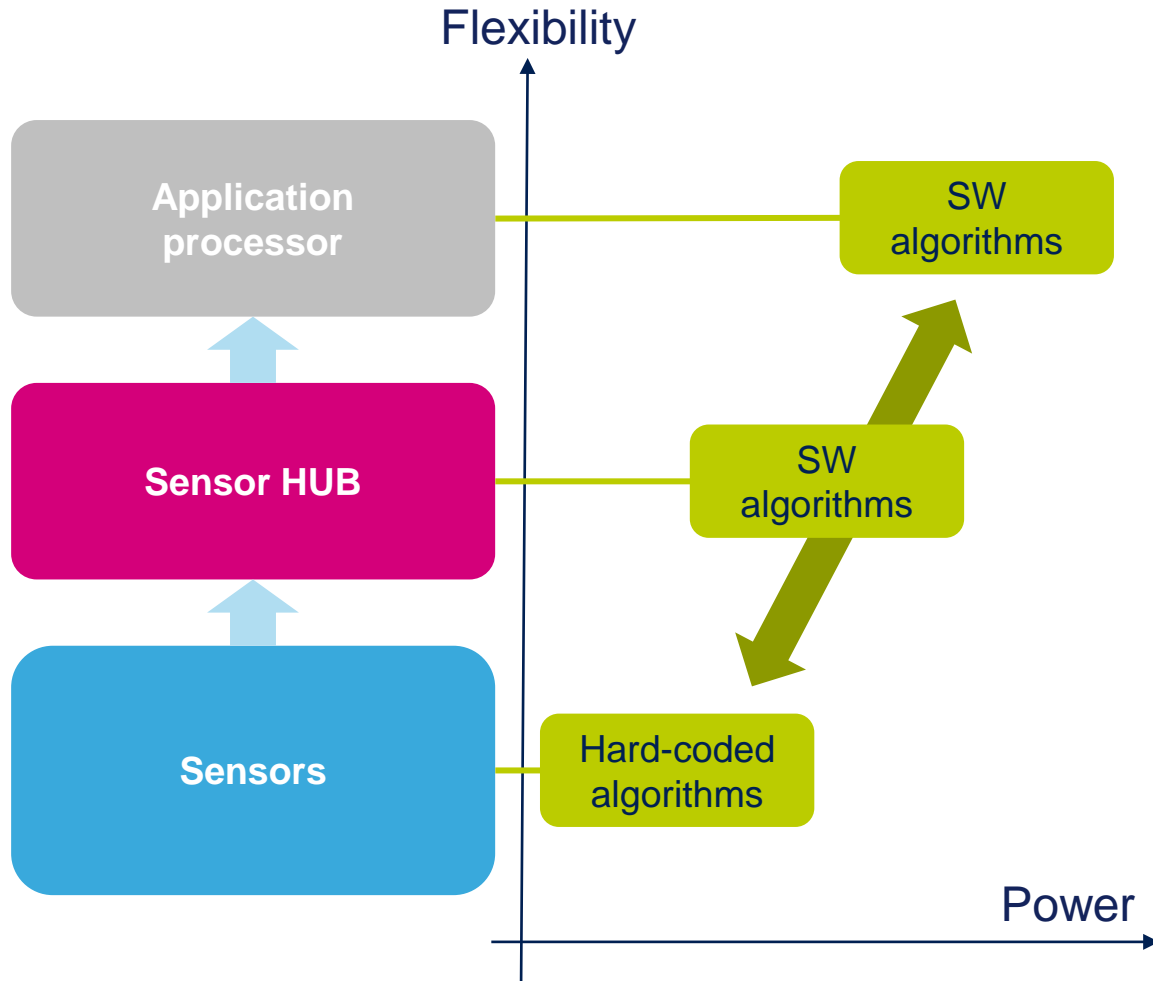 Flexibility
Application
processor
SW
algorithms
Sensor HUB
SW
algorithms
Sensors
Hard-coded
algorithms
Power